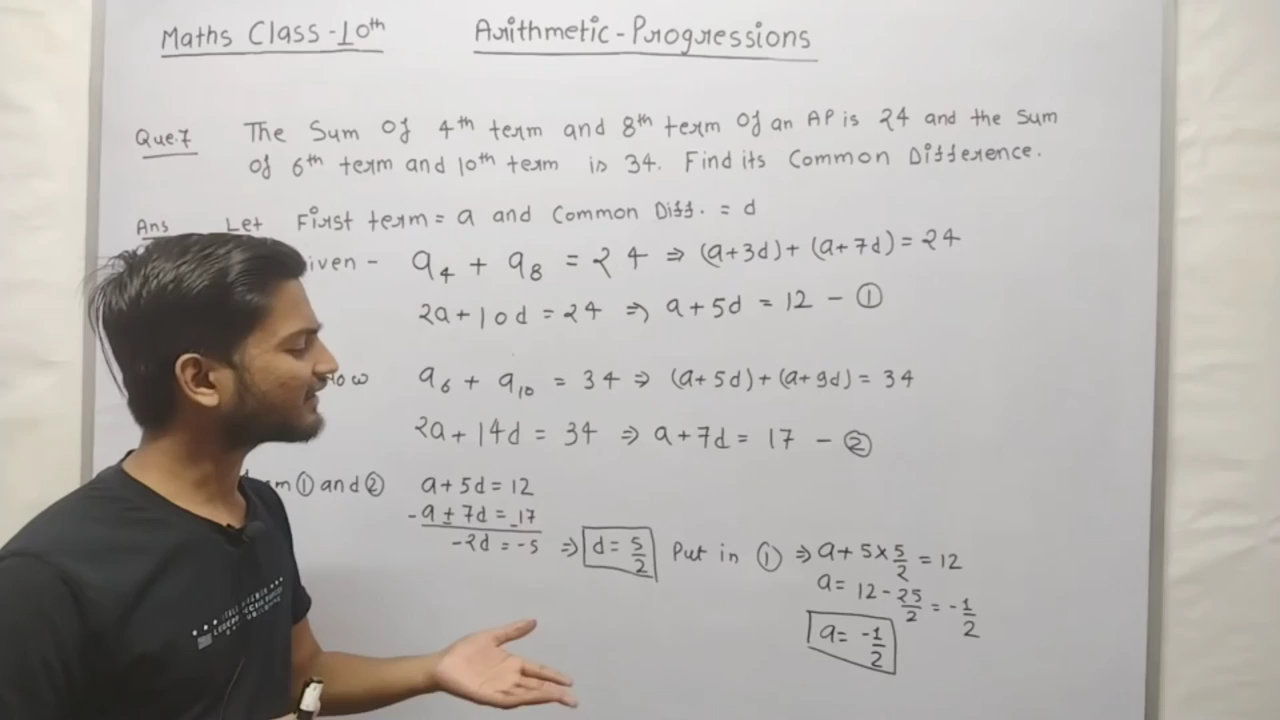 Maths Class-10th Arithmetic-Progressions
Que.7 The Sum Of 4th term and 8th term Of an AP is 24 and the Sum
of 6th term and 10th term is 34. Find its Common Difference.
Ans Let First term = a and Common Diff. = d
iven - a₄ + a₈ = 24 ⇒ (a+3d)+(a+7d) = 24
2a+10d = 24 ⇒ a+5d = 12 - ①
Now a₆ + a₁₀ = 34 ⇒ (a+5d)+(a+9d) = 34
2a+14d = 34 ⇒ a+7d = 17 - ②
m ① and ② a+5d = 12
-a ± 7d = _17
-2d = -5 ⇒ d = 5/2 Put in ① ⇒ a+5×5/2 = 12
a = 12 - 25/2 = -1/2
a = -1/2